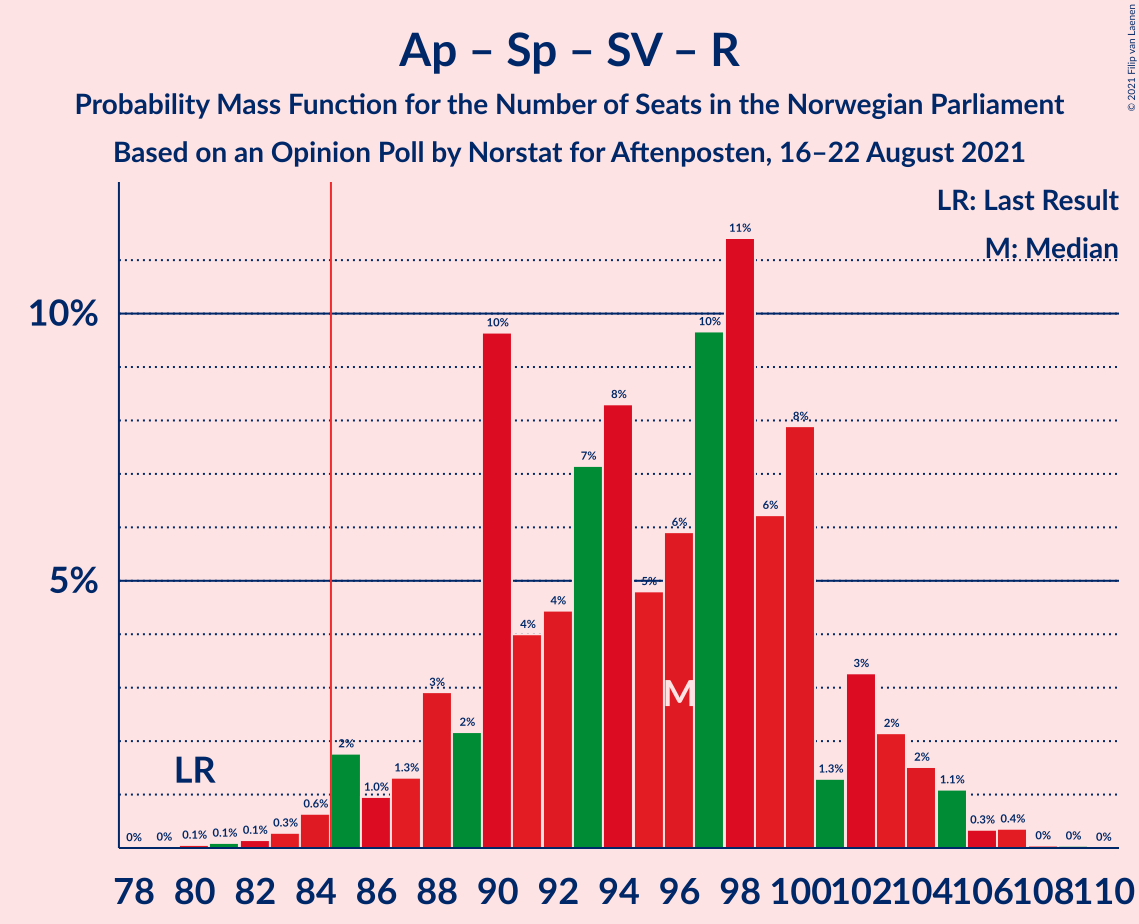 Ap – Sp – SV – R
Probability Mass Function for the Number of Seats in the Norwegian Parliament
Based on an Opinion Poll by Norstat for Aftenposten, 16–22 August 2021
© 2021 Filip van Laenen
LR: Last Result
M: Median
10%
5%
LR
M
0% 0% 0.1% 0.1% 0.1% 0.3% 0.6% 2% 1.0% 1.3% 3% 2% 10% 4% 4% 7% 8% 5% 6% 10% 11% 6% 8% 1.3% 3% 2% 2% 1.1% 0.3% 0.4% 0% 0% 0%
78 80 82 84 86 88 90 92 94 96 98 100 102 104 106 108 110